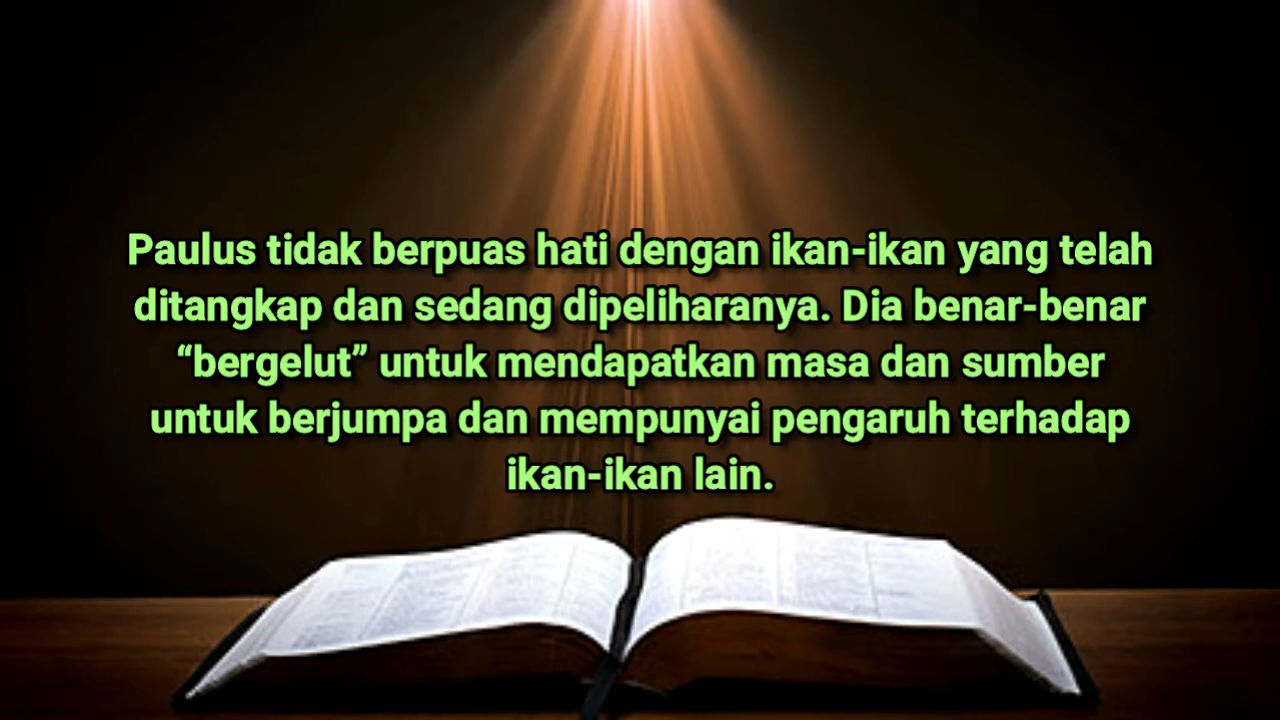 Paulus tidak berpuas hati dengan ikan-ikan yang telah
ditangkap dan sedang dipeliharanya. Dia benar-benar
“bergelut” untuk mendapatkan masa dan sumber
untuk berjumpa dan mempunyai pengaruh terhadap
ikan-ikan lain.